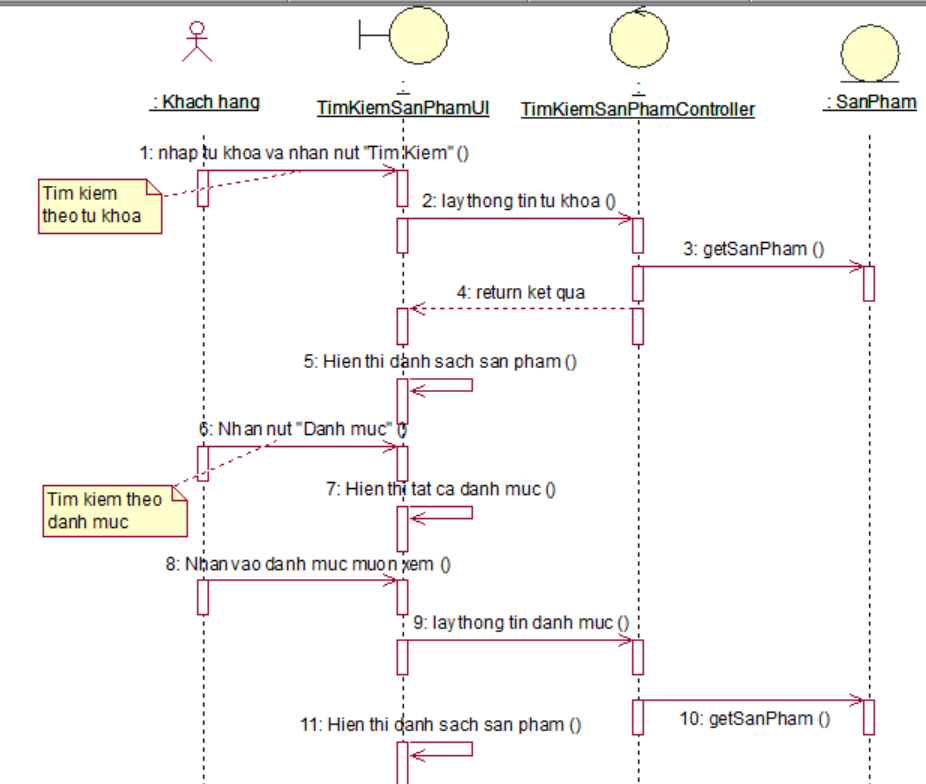 : Khach hang
:
TimKiemSanPhamUI
:
TimKiemSanPhamController
: SanPham
1: nhap tu khoa va nhan nut "Tim Kiem" ()
Tim kiem
theo tu khoa
2: lay thong tin tu khoa ()
3: getSanPham ()
4: return ket qua
5: Hien thi danh sach san pham ()
6: Nhan nut "Danh muc" ()
7: Hien thi tat ca danh muc ()
Tim kiem theo
danh muc
8: Nhan vao danh muc muon xem ()
9: lay thong tin danh muc ()
10: getSanPham ()
11: Hien thi danh sach san pham ()